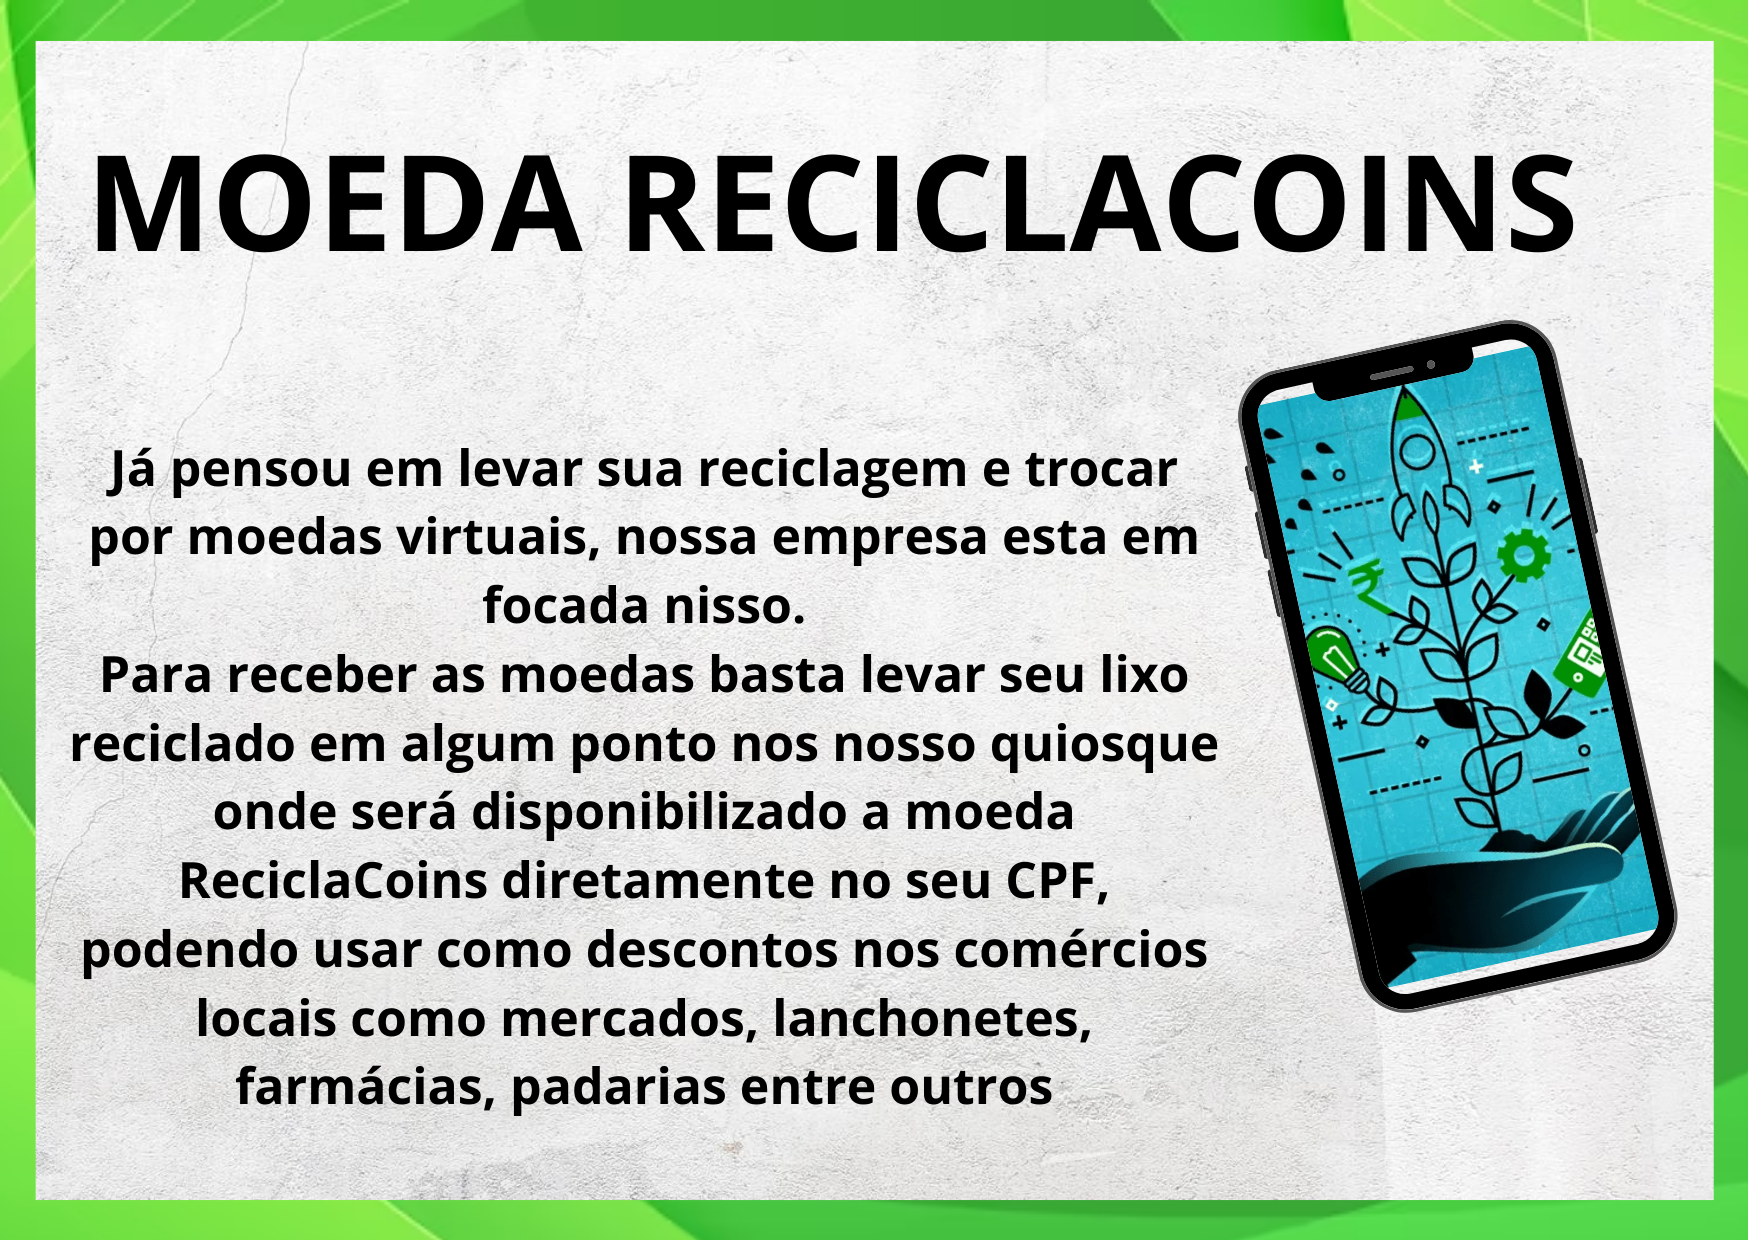 MOEDA RECICLACOINS
Já pensou em levar sua reciclagem e trocar
por moedas virtuais, nossa empresa esta em
focada nisso.
Para receber as moedas basta levar seu lixo
reciclado em algum ponto nos nosso quiosque
onde será disponibilizado a moeda
ReciclaCoins diretamente no seu CPF,
podendo usar como descontos nos comércios
locais como mercados, lanchonetes,
farmácias, padarias entre outros